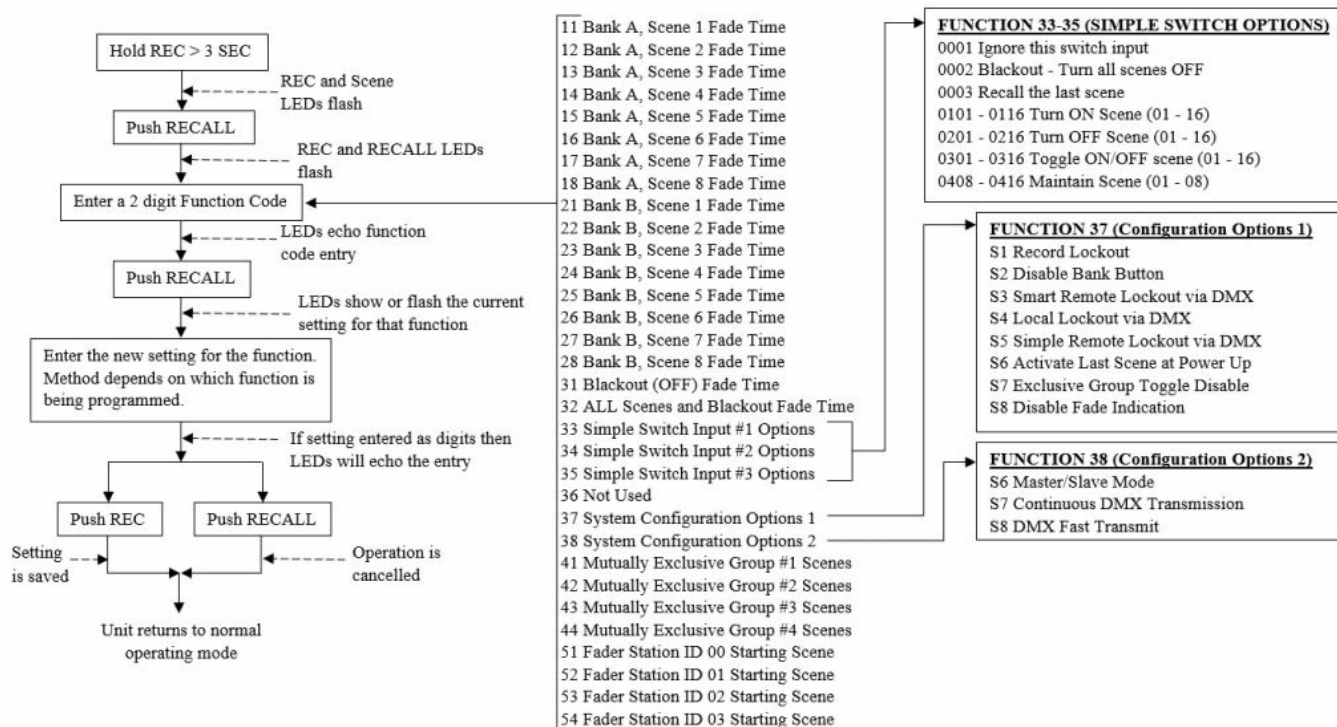 Hold REC > 3 SEC
REC and Scene
LEDs flash
Push RECALL
REC and RECALL LEDs
flash
Enter a 2 digit Function Code
LEDs echo function
code entry
Push RECALL
LEDs show or flash the current
setting for that function
Enter the new setting for the function.
Method depends on which function is
being programmed.
If setting entered as digits then
LEDs will echo the entry
Push REC
Push RECALL
Setting
is saved
Operation is
cancelled
Unit returns to normal
operating mode
11 Bank A, Scene 1 Fade Time
12 Bank A, Scene 2 Fade Time
13 Bank A, Scene 3 Fade Time
14 Bank A, Scene 4 Fade Time
15 Bank A, Scene 5 Fade Time
16 Bank A, Scene 6 Fade Time
17 Bank A, Scene 7 Fade Time
18 Bank A, Scene 8 Fade Time
21 Bank B, Scene 1 Fade Time
22 Bank B, Scene 2 Fade Time
23 Bank B, Scene 3 Fade Time
24 Bank B, Scene 4 Fade Time
25 Bank B, Scene 5 Fade Time
26 Bank B, Scene 6 Fade Time
27 Bank B, Scene 7 Fade Time
28 Bank B, Scene 8 Fade Time
31 Blackout (OFF) Fade Time
32 ALL Scenes and Blackout Fade Time
33 Simple Switch Input #1 Options
34 Simple Switch Input #2 Options
35 Simple Switch Input #3 Options
36 Not Used
37 System Configuration Options 1
38 System Configuration Options 2
41 Mutually Exclusive Group #1 Scenes
42 Mutually Exclusive Group #2 Scenes
43 Mutually Exclusive Group #3 Scenes
44 Mutually Exclusive Group #4 Scenes
51 Fader Station ID 00 Starting Scene
52 Fader Station ID 01 Starting Scene
53 Fader Station ID 02 Starting Scene
54 Fader Station ID 03 Starting Scene
FUNCTION 33-35 (SIMPLE SWITCH OPTIONS)
0001 Ignore this switch input
0002 Blackout - Turn all scenes OFF
0003 Recall the last scene
0101 - 0116 Turn ON Scene (01 - 16)
0201 - 0216 Turn OFF Scene (01 - 16)
0301 - 0316 Toggle ON/OFF scene (01 - 16)
0408 - 0416 Maintain Scene (01 - 08)
FUNCTION 37 (Configuration Options 1)
S1 Record Lockout
S2 Disable Bank Button
S3 Smart Remote Lockout via DMX
S4 Local Lockout via DMX
S5 Simple Remote Lockout via DMX
S6 Activate Last Scene at Power Up
S7 Exclusive Group Toggle Disable
S8 Disable Fade Indication
FUNCTION 38 (Configuration Options 2)
S6 Master/Slave Mode
S7 Continuous DMX Transmission
S8 DMX Fast Transmit